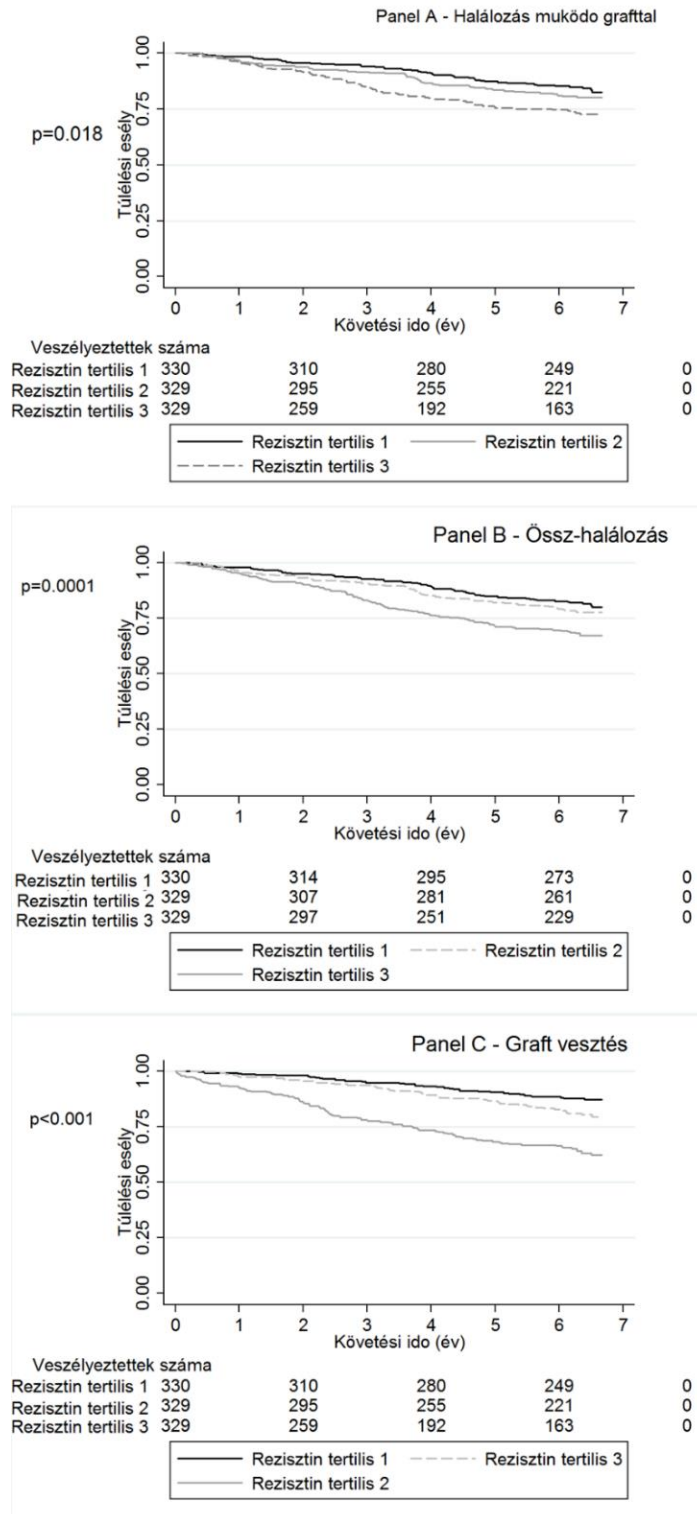 Panel A - Halálozás muködo grafttal
p=0.018
Túlélési esély
1.00
0.75
0.50
0.25
0.00
0 1 2 3 4 5 6 7
Követési ido (év)
Veszélyeztettek száma
Rezisztin tertilis 1 330 310 280 249 0
Rezisztin tertilis 2 329 295 255 221 0
Rezisztin tertilis 3 329 259 192 163 0
Rezisztin tertilis 1 Rezisztin tertilis 2
Rezisztin tertilis 3
Panel B - Össz-halálozás
p=0.0001
Túlélési esély
1.00
0.75
0.50
0.25
0.00
0 1 2 3 4 5 6 7
Követési ido (év)
Veszélyeztettek száma
Rezisztin tertilis 1 330 314 295 273 0
Rezisztin tertilis 2 329 307 281 261 0
Rezisztin tertilis 3 329 297 251 229 0
Rezisztin tertilis 1 Rezisztin tertilis 2
Rezisztin tertilis 3
Panel C - Graft vesztés
p<0.001
Túlélési esély
1.00
0.75
0.50
0.25
0.00
0 1 2 3 4 5 6 7
Követési ido (év)
Veszélyeztettek száma
Rezisztin tertilis 1 330 310 280 249 0
Rezisztin tertilis 2 329 295 255 221 0
Rezisztin tertilis 3 329 259 192 163 0
Rezisztin tertilis 1 Rezisztin tertilis 3
Rezisztin tertilis 2